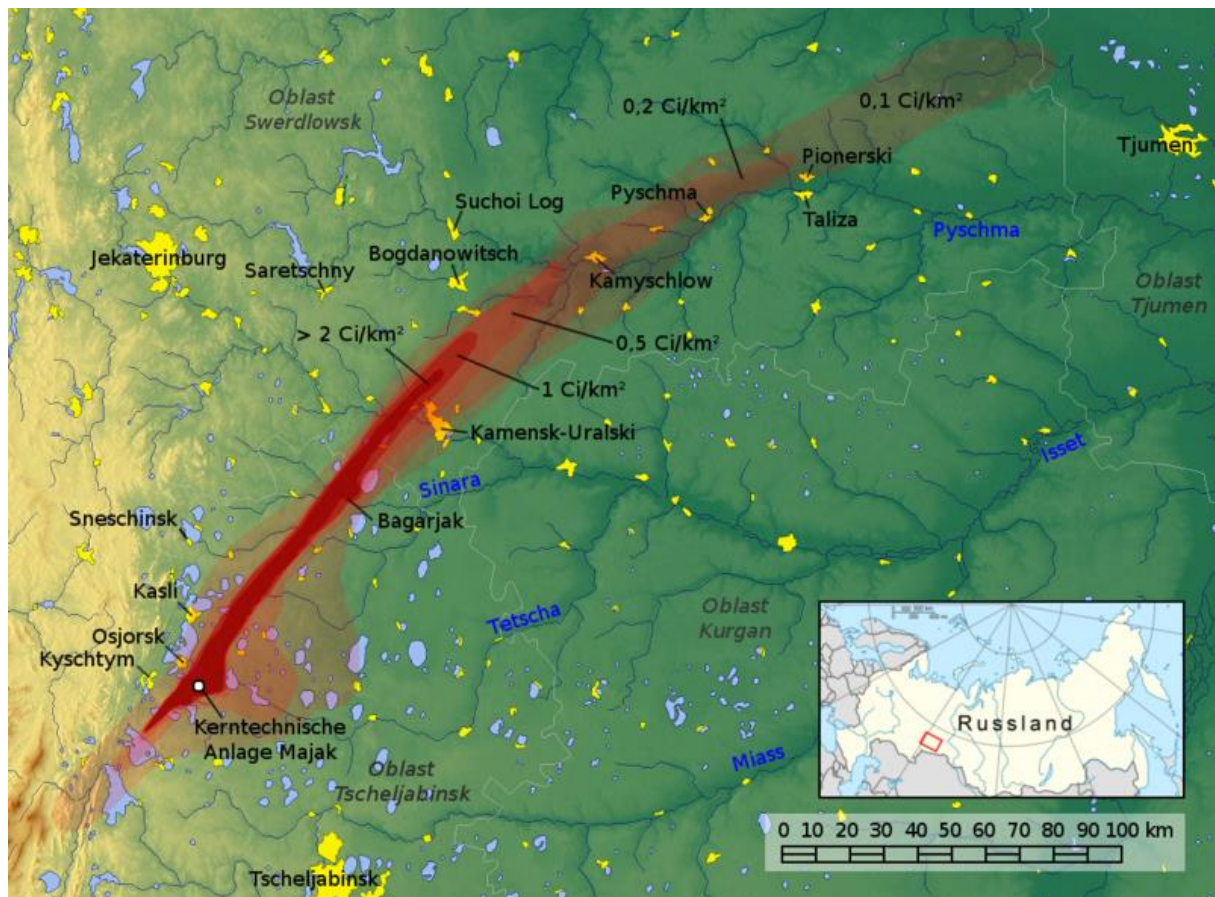 Oblast
Swerdlowsk
0,2 Ci/km²
0,1 Ci/km²
Tjumen
Pionerski
Pyschma
Suchoi Log
Taliza
Pyschma
Jekaterinburg
Saretschny
Bogdanowitsch
Kamyschlow
Oblast
Tjumen
> 2 Ci/km²
0,5 Ci/km²
1 Ci/km²
Kamensk-Uralski
Isset
Sinara
Sneschinsk
Bagarjak
Kasli
Tetscha
Oblast
Kurgan
Osjorsk
Kyschtym
Kerntechnische
Anlage Majak
Russland
Oblast
Tscheljabinsk
Miass
0 10 20 30 40 50 60 70 80 90 100 km
Tscheljabinsk